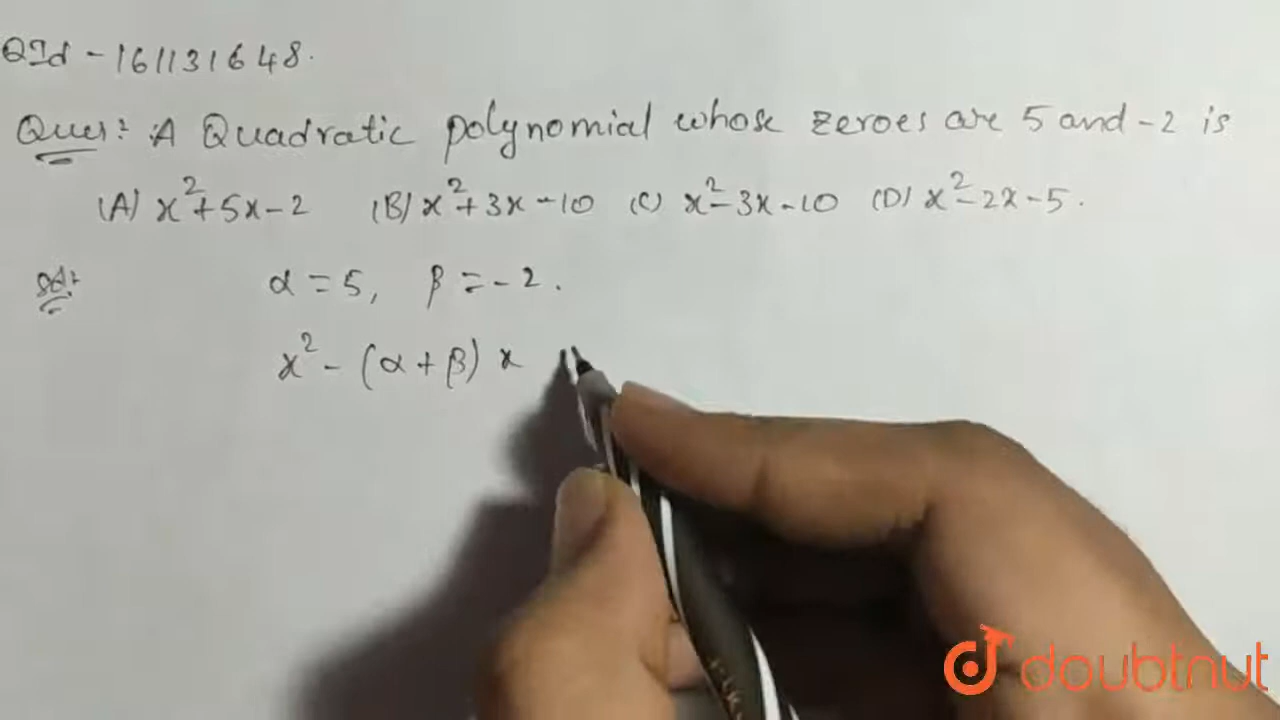 QId - 161131648.
Ques: A Quadratic polynomial whose zeroes are 5 and -2 is
(A) x²+5x-2 (B) x²+3x-10 (C) x²-3x-10 (D) x²-2x-5.
Sol: α = 5, β = -2.
x² - (α + β) x
doubtnut